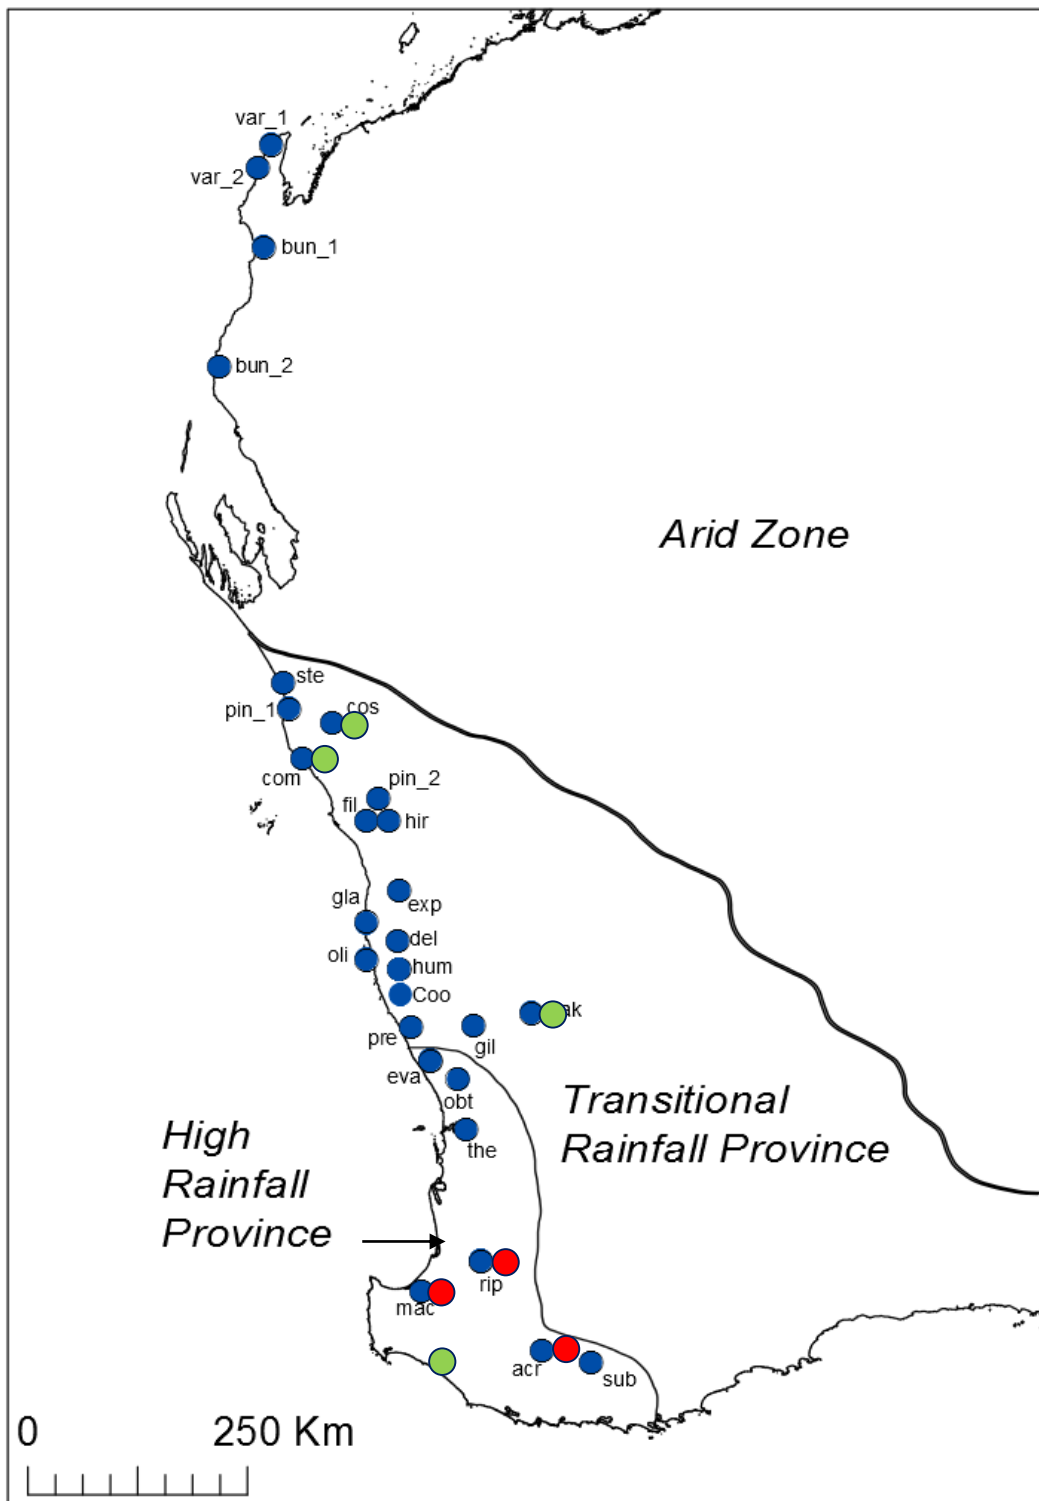 var_1
var_2
bun_1
bun_2
Arid Zone
ste
pin_1
cos
com
pin_2
fil
hir
gla
exp
del
oli
hum
Coo
ak
pre
gil
eva
obt
Transitional
Rainfall Province
the
High
Rainfall
Province
rip
mac
acr
sub
0 250 Km